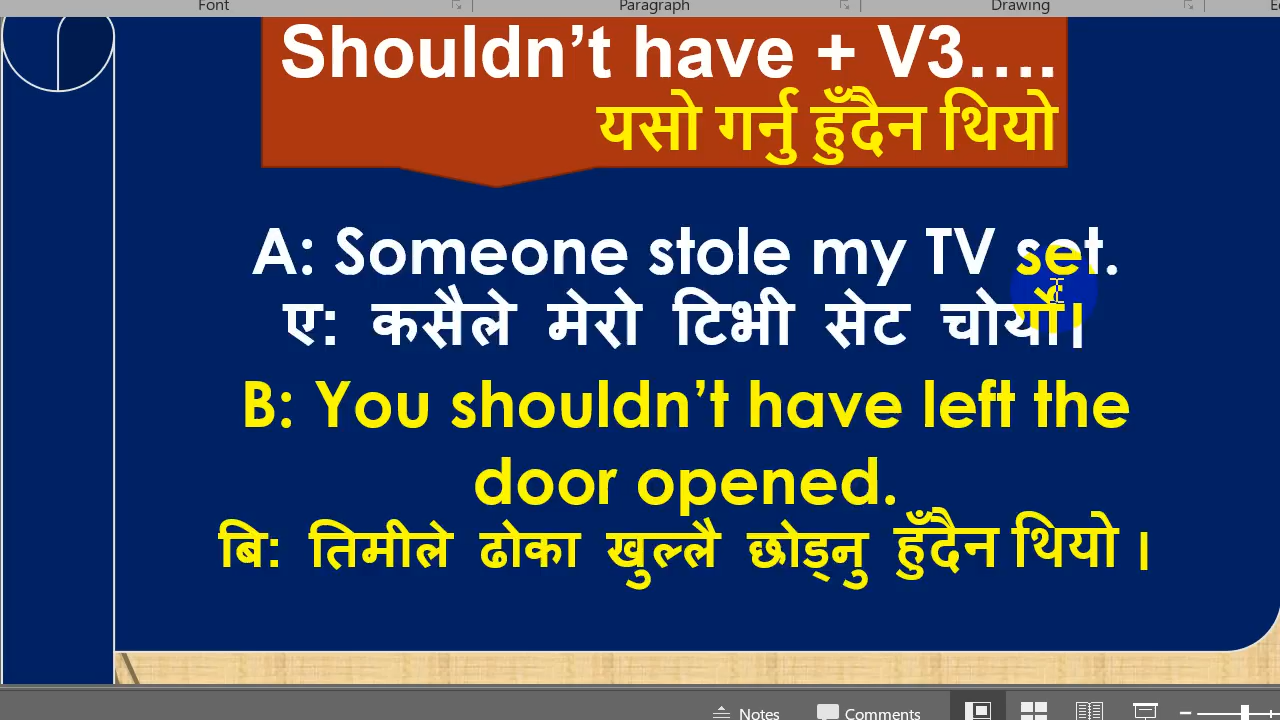 Font Paragraph Drawing
Shouldn’t have + V3....
यसो गर्नु हुँदैन थियो
A: Someone stole my TV set.
ए: कसैले मेरो टिभी सेट चोर्यो।
B: You shouldn’t have left the
door opened.
बि: तिमीले ढोका खुल्लै छोड्नु हुँदैन थियो ।
Notes Comments